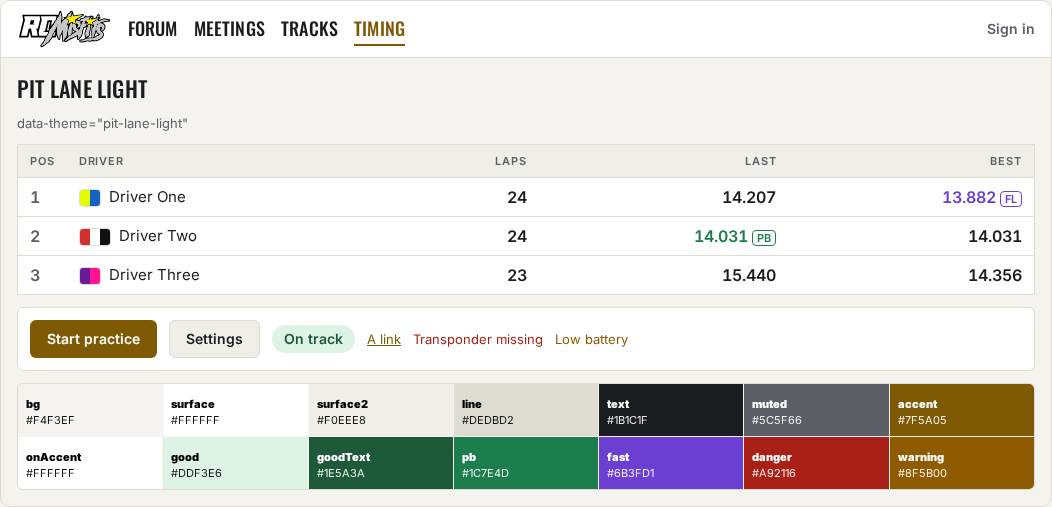 RC Misfits
FORUM MEETINGS TRACKS TIMING Sign in
PIT LANE LIGHT
data-theme="pit-lane-light"
POS DRIVER LAPS LAST BEST
1 Driver One 24 14.207 13.882 FL
2 Driver Two 24 14.031 PB 14.031
3 Driver Three 23 15.440 14.356
Start practice Settings On track A link Transponder missing Low battery
bg surface surface2 line text muted accent
#F4F3EF #FFFFFF #F0EEE8 #DEDBD2 #1B1C1F #5C5F66 #7F5A05
onAccent good goodText pb fast danger warning
#FFFFFF #DDF3E6 #1E5A3A #1C7E4D #6B3FD1 #A92116 #8F5B00